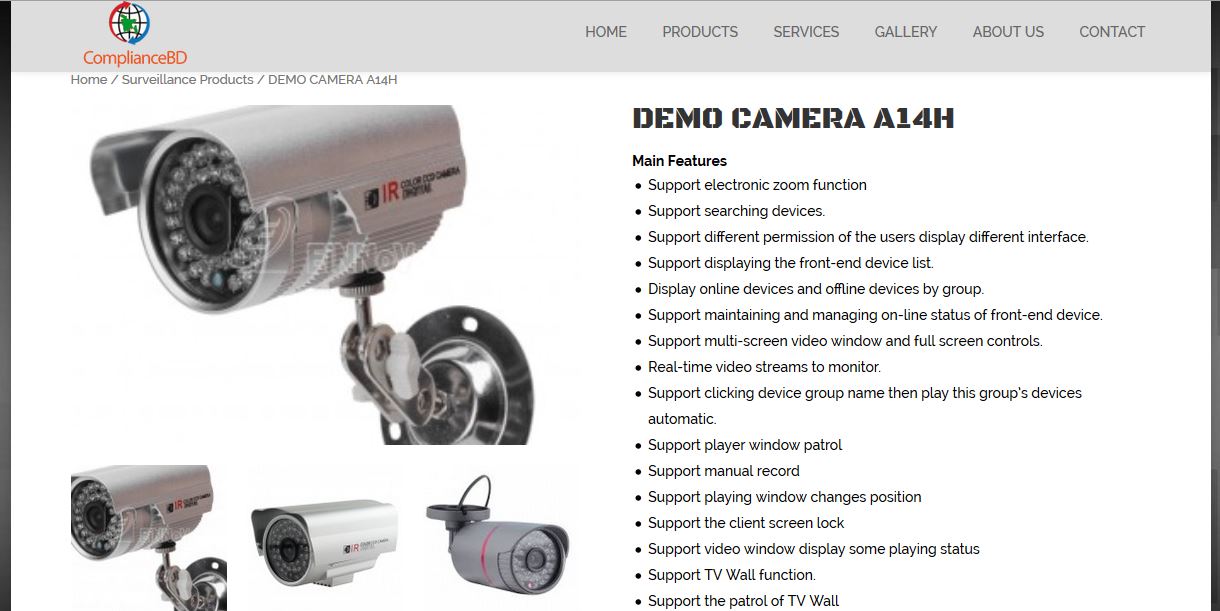 ComplianceBD
HOME PRODUCTS SERVICES GALLERY ABOUT US CONTACT
Home / Surveillance Products / DEMO CAMERA A14H
IR COLOR CCD CAMERA
DIGITAL
ENNOV
DEMO CAMERA A14H
Main Features
Support electronic zoom function
Support searching devices.
Support different permission of the users display different interface.
Support displaying the front-end device list.
Display online devices and offline devices by group.
Support maintaining and managing on-line status of front-end device.
Support multi-screen video window and full screen controls.
Real-time video streams to monitor.
Support clicking device group name then play this group's devices
automatic.
Support player window patrol
Support manual record
Support playing window changes position
Support the client screen lock
Support video window display some playing status
Support TV Wall function.
Support the patrol of TV Wall
IR
IR